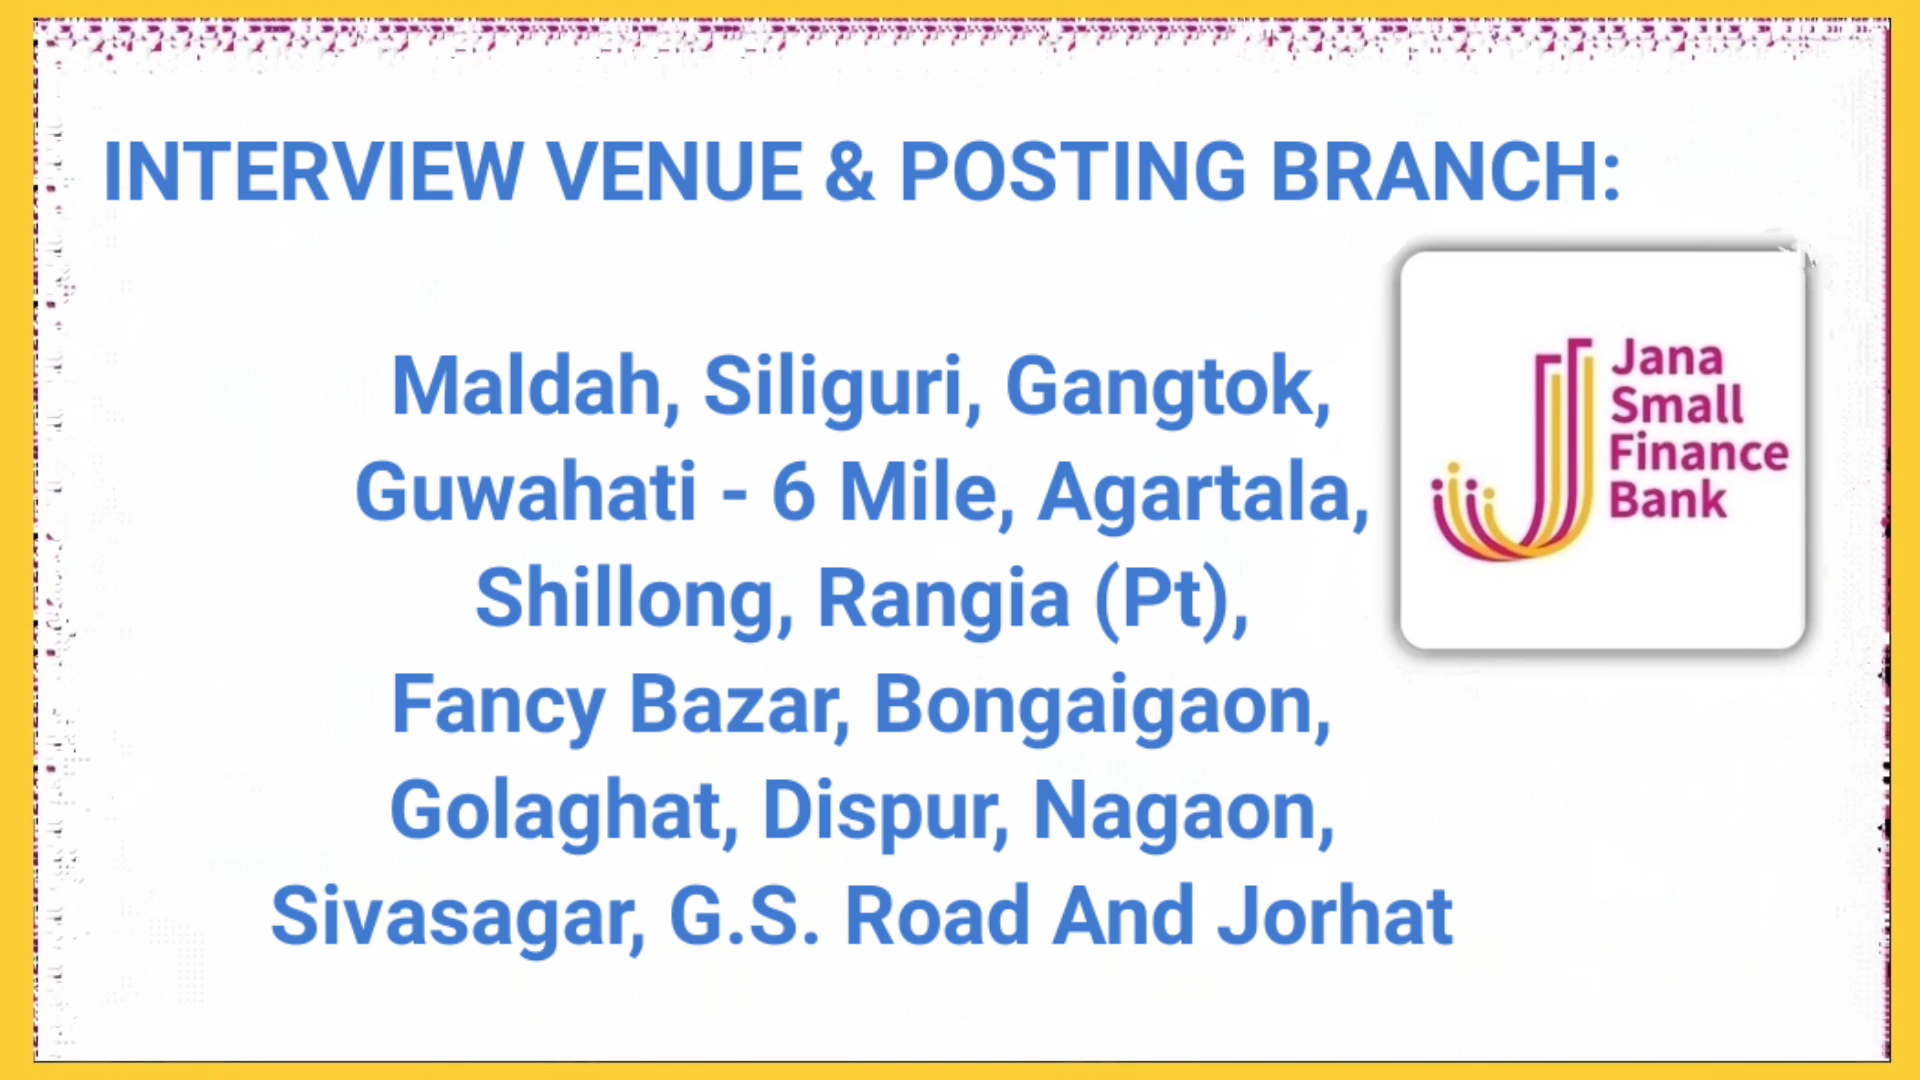 INTERVIEW VENUE & POSTING BRANCH:
Maldah, Siliguri, Gangtok,
Guwahati - 6 Mile, Agartala,
Shillong, Rangia (Pt),
Fancy Bazar, Bongaigaon,
Golaghat, Dispur, Nagaon,
Sivasagar, G.S. Road And Jorhat
Jana
Small
Finance
Bank